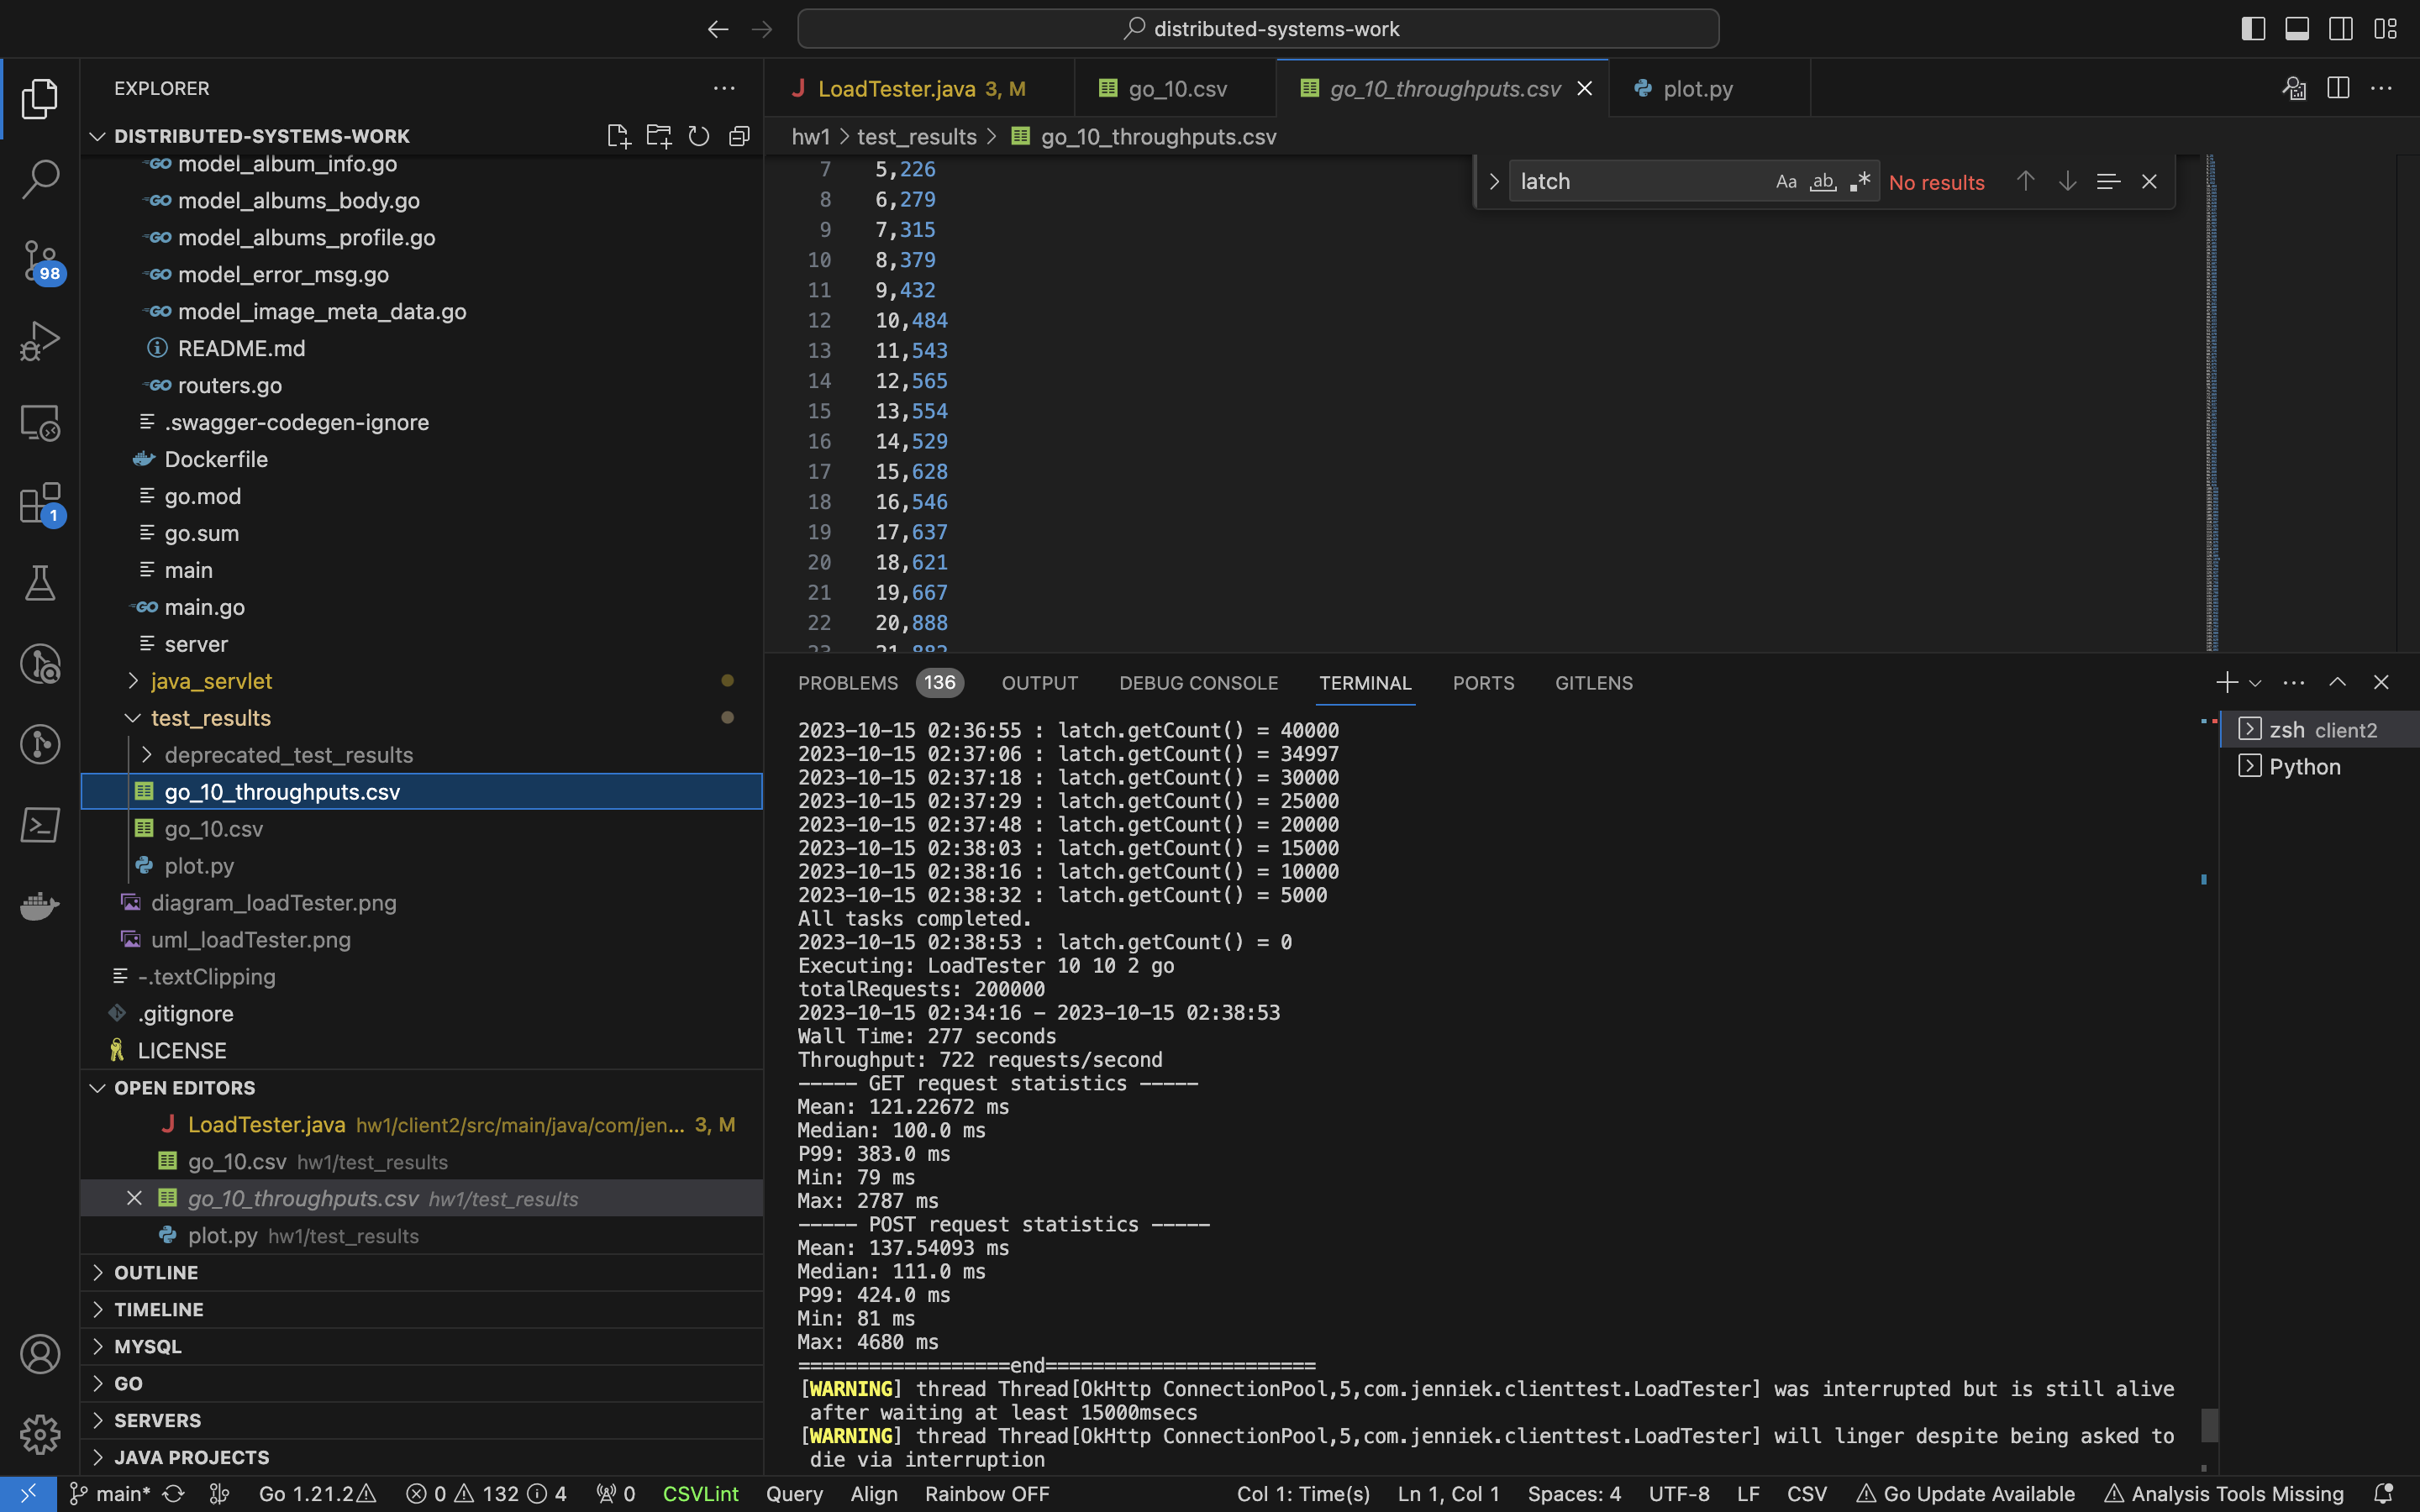 distributed-systems-work
EXPLORER
DISTRIBUTED-SYSTEMS-WORK
model_album_info.go
model_albums_body.go
model_albums_profile.go
model_error_msg.go
model_image_meta_data.go
README.md
routers.go
.swagger-codegen-ignore
Dockerfile
go.mod
go.sum
main
main.go
server
java_servlet
test_results
deprecated_test_results
go_10_throughputs.csv
go_10.csv
plot.py
diagram_loadTester.png
uml_loadTester.png
-.textClipping
.gitignore
LICENSE
OPEN EDITORS
LoadTester.java hw1/client2/src/main/java/com/jen... 3, M
go_10.csv hw1/test_results
go_10_throughputs.csv hw1/test_results
plot.py hw1/test_results
OUTLINE
TIMELINE
MYSQL
GO
SERVERS
JAVA PROJECTS
98
1
LoadTester.java 3, M
go_10.csv
go_10_throughputs.csv
plot.py
hw1 > test_results > go_10_throughputs.csv
latch
Aa ab .* No results
7 5,226
8 6,279
9 7,315
10 8,379
11 9,432
12 10,484
13 11,543
14 12,565
15 13,554
16 14,529
17 15,628
18 16,546
19 17,637
20 18,621
21 19,667
22 20,888
23 21,882
PROBLEMS 136 OUTPUT DEBUG CONSOLE TERMINAL PORTS GITLENS
2023-10-15 02:36:55 : latch.getCount() = 40000
2023-10-15 02:37:06 : latch.getCount() = 34997
2023-10-15 02:37:18 : latch.getCount() = 30000
2023-10-15 02:37:29 : latch.getCount() = 25000
2023-10-15 02:37:48 : latch.getCount() = 20000
2023-10-15 02:38:03 : latch.getCount() = 15000
2023-10-15 02:38:16 : latch.getCount() = 10000
2023-10-15 02:38:32 : latch.getCount() = 5000
All tasks completed.
2023-10-15 02:38:53 : latch.getCount() = 0
Executing: LoadTester 10 10 2 go
totalRequests: 200000
2023-10-15 02:34:16 - 2023-10-15 02:38:53
Wall Time: 277 seconds
Throughput: 722 requests/second
----- GET request statistics -----
Mean: 121.22672 ms
Median: 100.0 ms
P99: 383.0 ms
Min: 79 ms
Max: 2787 ms
----- POST request statistics -----
Mean: 137.54093 ms
Median: 111.0 ms
P99: 424.0 ms
Min: 81 ms
Max: 4680 ms
==================end=======================
[WARNING] thread Thread[OkHttp ConnectionPool,5,com.jenniek.clienttest.LoadTester] was interrupted but is still alive
after waiting at least 15000msecs
[WARNING] thread Thread[OkHttp ConnectionPool,5,com.jenniek.clienttest.LoadTester] will linger despite being asked to
die via interruption
zsh client2
Python
main* Go 1.21.2 0 132 4 0 CSVLint Query Align Rainbow OFF Col 1: Time(s) Ln 1, Col 1 Spaces: 4 UTF-8 LF CSV Go Update Available Analysis Tools Missing